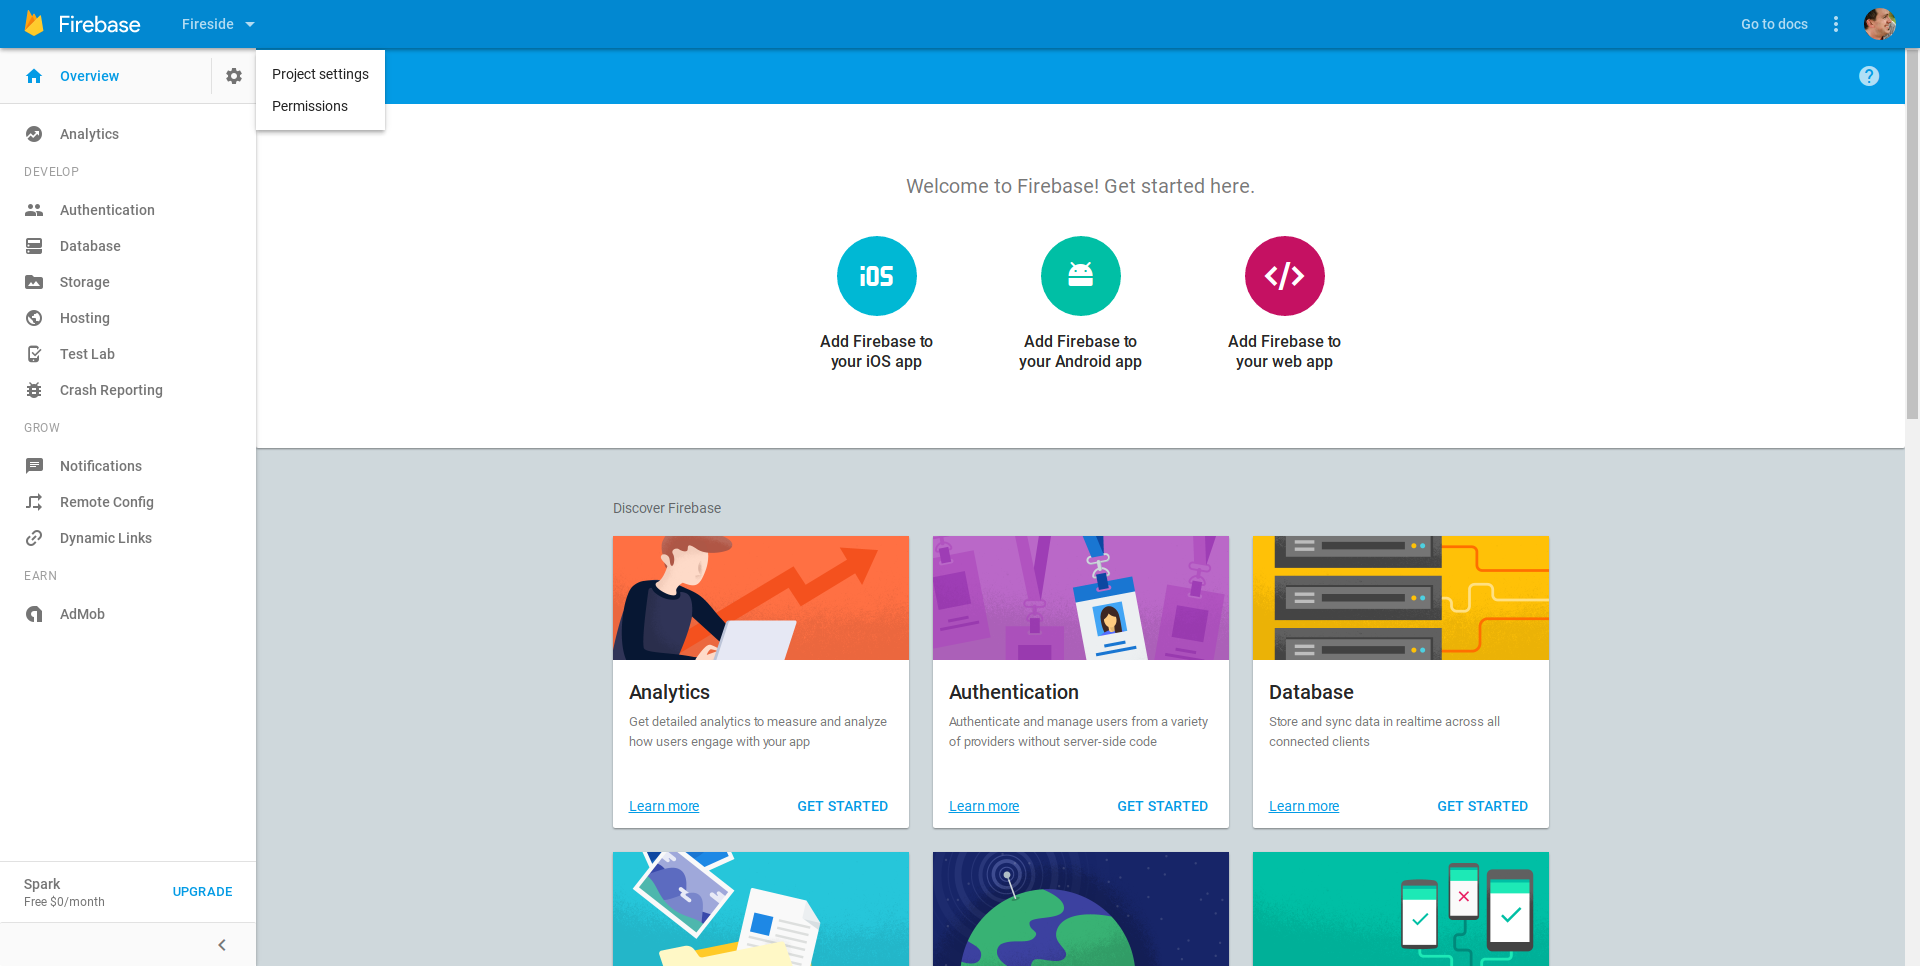 Firebase
Fireside
Go to docs
Overview
Project settings
Permissions
Analytics
DEVELOP
Authentication
Database
Storage
Hosting
Test Lab
Crash Reporting
GROW
Notifications
Remote Config
Dynamic Links
EARN
AdMob
Spark
Free $0/month
UPGRADE
Welcome to Firebase! Get started here.
iOS
Add Firebase to
your iOS app
Add Firebase to
your Android app
Add Firebase to
your web app
Discover Firebase
Analytics
Get detailed analytics to measure and analyze
how users engage with your app
Learn more
GET STARTED
Authentication
Authenticate and manage users from a variety
of providers without server-side code
Learn more
GET STARTED
Database
Store and sync data in realtime across all
connected clients
Learn more
GET STARTED